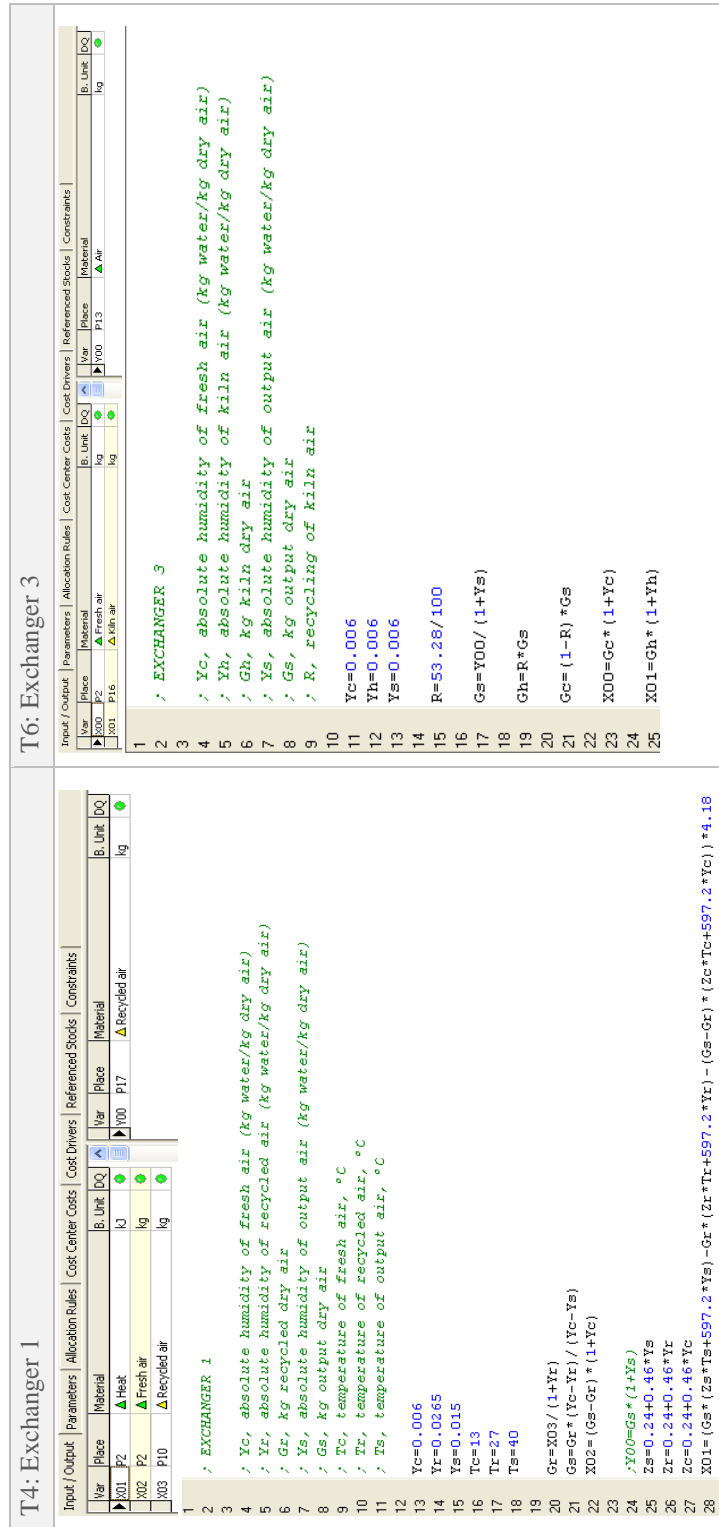 T4: Exchanger 1
Input / Output Parameters Allocation Rules Cost Center Costs Cost Drivers Referenced Stocks Constraints
Var Place Material B. Unit DQ
X01 P2 Heat kJ
X02 P2 Fresh air kg
X03 P10 Recycled air kg
Var Place Material B. Unit DQ
Y00 P17 Recycled air kg
1
2 ; EXCHANGER 1
3
4 ; Yc, absolute humidity of fresh air (kg water/kg dry air)
5 ; Yr, absolute humidity of recycled air (kg water/kg dry air)
6 ; Gr, kg recycled dry air
7 ; Ys, absolute humidity of output air (kg water/kg dry air)
8 ; Gs, kg output dry air
9 ; Tc, temperature of fresh air, °C
10 ; Tr, temperature of recycled air, °C
11 ; Ts, temperature of output air, °C
12
13 Yc=0.006
14 Yr=0.0265
15 Ys=0.015
16 Tc=13
17 Tr=27
18 Ts=40
19
20 Gr=X03/(1+Yr)
21 Gs=Gr*(Yc-Yr)/(Yc-Ys)
22 X02=(Gs-Gr)*(1+Yc)
23
24 ;Y00=Gs*(1+Ys)
25 Zs=0.24+0.46*Ys
26 Zr=0.24+0.46*Yr
27 Zc=0.24+0.46*Yc
28 X01=(Gs*(Zs*Ts+597.2*Ys)-Gr*(Zr*Tr+597.2*Yr)-(Gs-Gr)*(Zc*Tc+597.2*Yc))*4.18
T6: Exchanger 3
Input / Output Parameters Allocation Rules Cost Center Costs Cost Drivers Referenced Stocks Constraints
Var Place Material B. Unit DQ
X00 P2 Fresh air kg
X01 P16 Kiln air kg
Var Place Material B. Unit DQ
Y00 P13 Air kg
1
2 ; EXCHANGER 3
3
4 ; Yc, absolute humidity of fresh air (kg water/kg dry air)
5 ; Yh, absolute humidity of kiln air (kg water/kg dry air)
6 ; Gh, kg kiln dry air
7 ; Ys, absolute humidity of output air (kg water/kg dry air)
8 ; Gs, kg output dry air
9 ; R, recycling of kiln air
10
11 Yc=0.006
12 Yh=0.006
13 Ys=0.006
14
15 R=53.28/100
16
17 Gs=Y00/(1+Ys)
18
19 Gh=R*Gs
20
21 Gc=(1-R)*Gs
22
23 X00=Gc*(1+Yc)
24
25 X01=Gh*(1+Yh)